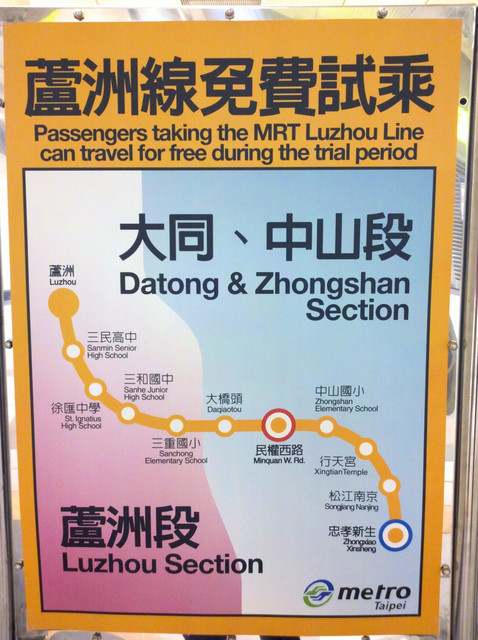 蘆洲線免費試乘
Passengers taking the MRT Luzhou Line
can travel for free during the trial period
大同、中山段
Datong & Zhongshan
Section
蘆洲
Luzhou
三民高中
Sanmin Senior
High School
徐匯中學
St. Ignatius
High School
三和國中
Sanhe Junior
High School
三重國小
Sanchong
Elementary School
大橋頭
Daqiaotou
民權西路
Minquan W. Rd.
中山國小
Zhongshan
Elementary School
行天宮
XingtianTemple
松江南京
Songjiang Nanjing
忠孝新生
Zhongxiao
Xinsheng
蘆洲段
Luzhou Section
metro
Taipei